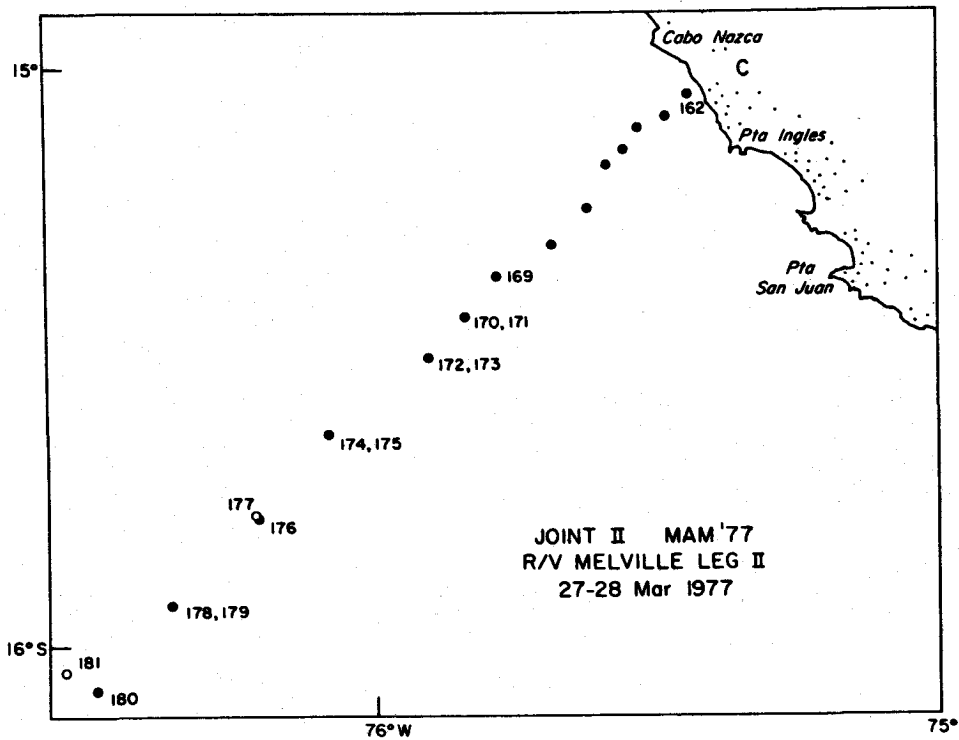 Cabo Nazca
15°
C
162
Pta Ingles
169
Pta
San Juan
170,171
172,173
174,175
177
176
JOINT II MAM '77
R/V MELVILLE LEG II
27-28 Mar 1977
178,179
16°S
181
180
76°W
75°